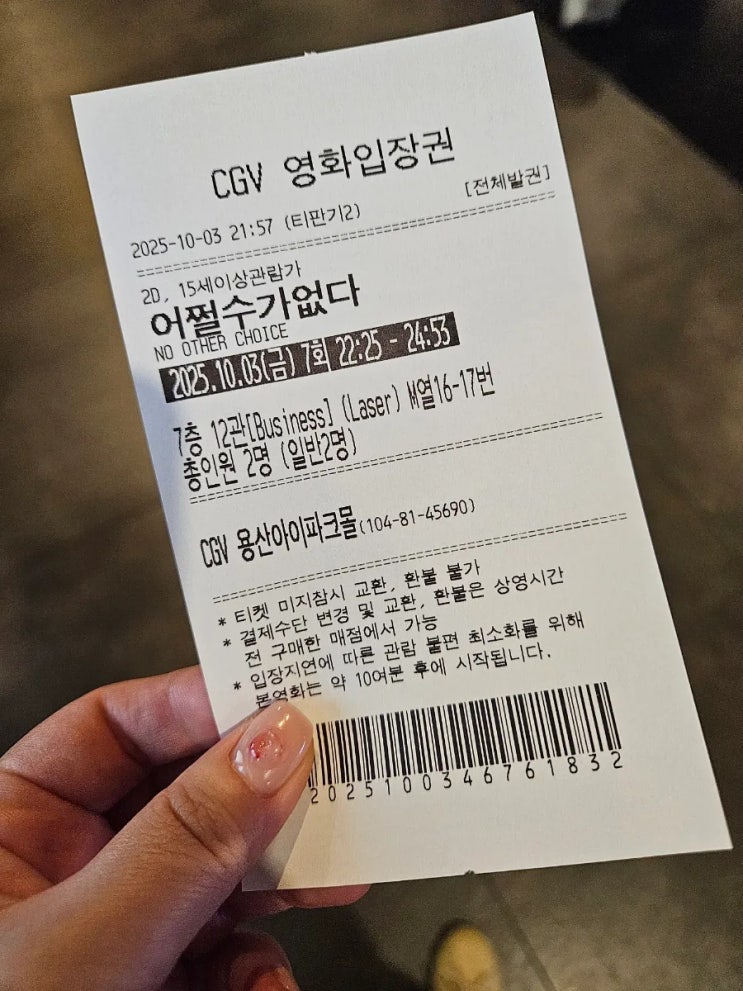 CGV 영화입장권
[전체발권]
2025-10-03 21:57 (티판기2)
2D, 15세이상관람가
어쩔수가없다
NO OTHER CHOICE
2025.10.03(금) 7회 22:25 - 24:53
7층 12관[Business] (Laser) M열16-17번
총인원 2명 (일반2명)
CGV 용산아이파크몰(104-81-45690)
* 티켓 미지참시 교환, 환불 불가
* 결제수단 변경 및 교환, 환불은 상영시간
전 구매한 매점에서 가능
* 입장지연에 따른 관람 불편 최소화를 위해
본영화는 약 10여분 후에 시작됩니다.
2025100346761832